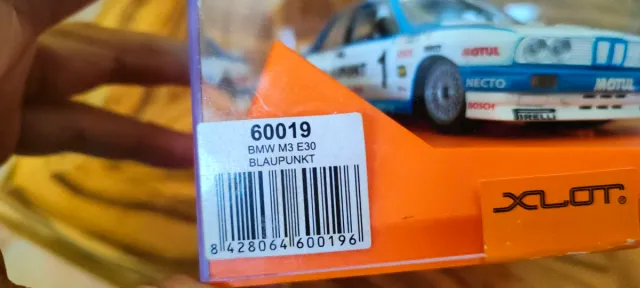 MOTUL
1
NECTO
MOTUL
BOSCH
PIRELLI
60019
BMW M3 E30
BLAUPUNKT
XLOT®
8 428064 600196